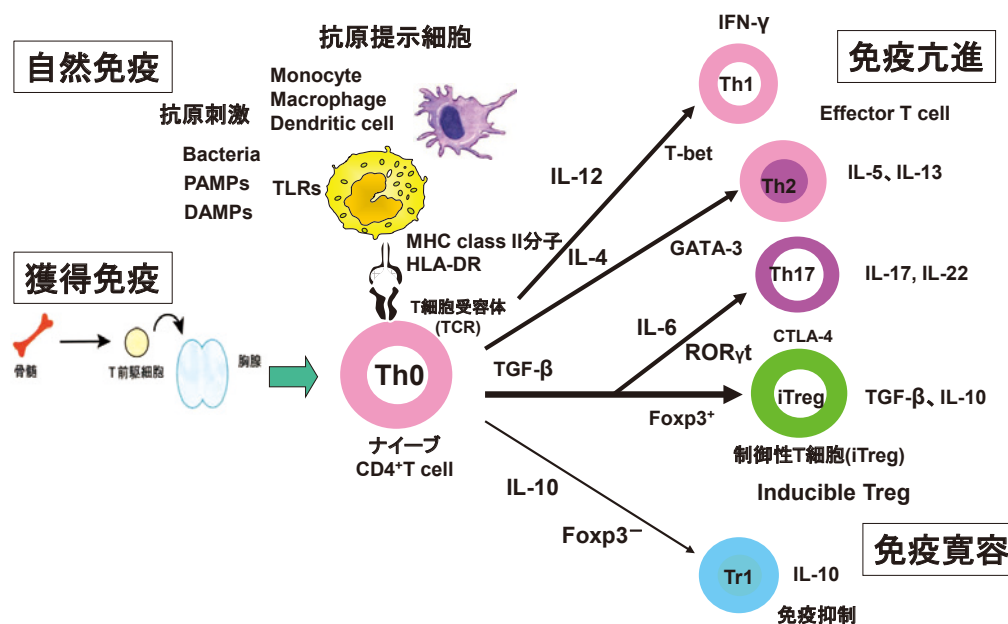 自然免疫
抗原提示細胞
Monocyte
Macrophage
Dendritic cell
抗原刺激
Bacteria
PAMPs
DAMPs
TLRs
MHC class II分子
HLA-DR
T細胞受容体
(TCR)
獲得免疫
骨髄
T前駆細胞
胸腺
Th0
ナイーブ
CD4⁺T cell
IL-12
T-bet
IFN-γ
Th1
免疫亢進
Effector T cell
IL-4
GATA-3
Th2
IL-5、IL-13
IL-6
RORγt
Th17
IL-17, IL-22
TGF-β
Foxp3⁺
CTLA-4
iTreg
TGF-β、IL-10
制御性T細胞(iTreg)
Inducible Treg
IL-10
Foxp3⁻
Tr1
IL-10
免疫抑制
免疫寛容